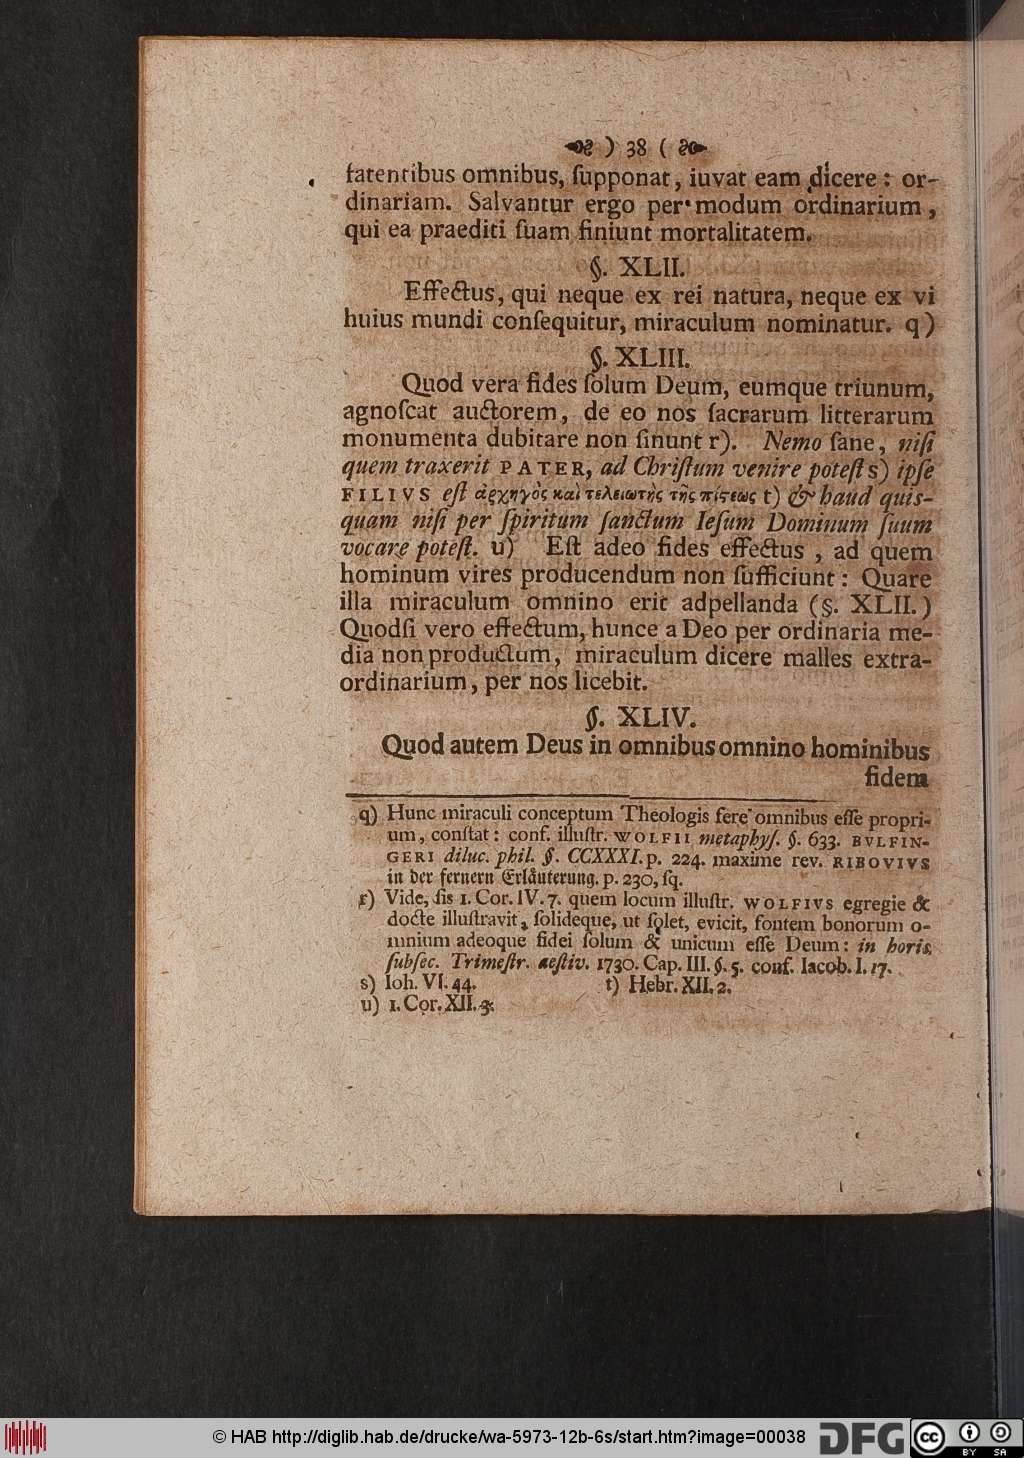 ) 38 (
fatentibus omnibus, ſupponat, iuvat eam dicere: or-
dinariam. Salvantur ergo per modum ordinarium,
qui ea praediti ſuam finiunt mortalitatem.
§. XLII.
Effectus, qui neque ex rei natura, neque ex vi
huius mundi conſequitur, miraculum nominatur. q)
§. XLIII.
Quod vera fides ſolum Deum, eumque triunum,
agnoſcat auctorem, de eo nos ſacrarum litterarum
monumenta dubitare non ſinunt r). Nemo ſane, niſi
quem traxerit PATER, ad Chriſtum venire poteſt s) ipſe
FILIVS eſt ἀρχηγὸς καὶ τελειωτὴς τῆς πίϛεως t) & haud quis-
quam niſi per ſpiritum ſanctum Ieſum Dominum ſuum
vocare poteſt. u) Eſt adeo fides effectus, ad quem
hominum vires producendum non ſufficiunt: Quare
illa miraculum omnino erit adpellanda (§. XLII.)
Quodſi vero effectum, hunc e a Deo per ordinaria me-
dia non productum, miraculum dicere malles extra-
ordinarium, per nos licebit.
§. XLIV.
Quod autem Deus in omnibus omnino hominibus
fidem
q) Hunc miraculi conceptum Theologis fere omnibus eſſe propri-
um, conſtat: conf. illuſtr. WOLFII metaphyſ. §. 633. BVLFIN-
GERI diluc. phil. §. CCXXXI. p. 224. maxime rev. RIBOVIVS
in der fernern Erläuterung. p. 230, ſq.
r) Vide, ſis 1. Cor. IV. 7. quem locum illuſtr. WOLFIVS egregie &
docte illuſtravit, ſolideque, ut ſolet, evicit, fontem bonorum o-
mnium adeoque fidei ſolum & unicum eſſe Deum: in horis
ſubſec. Trimeſtr. aeſtiv. 1730. Cap. III. §. 5. conf. Iacob. I. 17.
s) Ioh. VI. 44. t) Hebr. XII. 2.
u) 1. Cor. XII. 3.
© HAB http://diglib.hab.de/drucke/wa-5973-12b-6s/start.htm?image=00038
DFG
cc BY SA